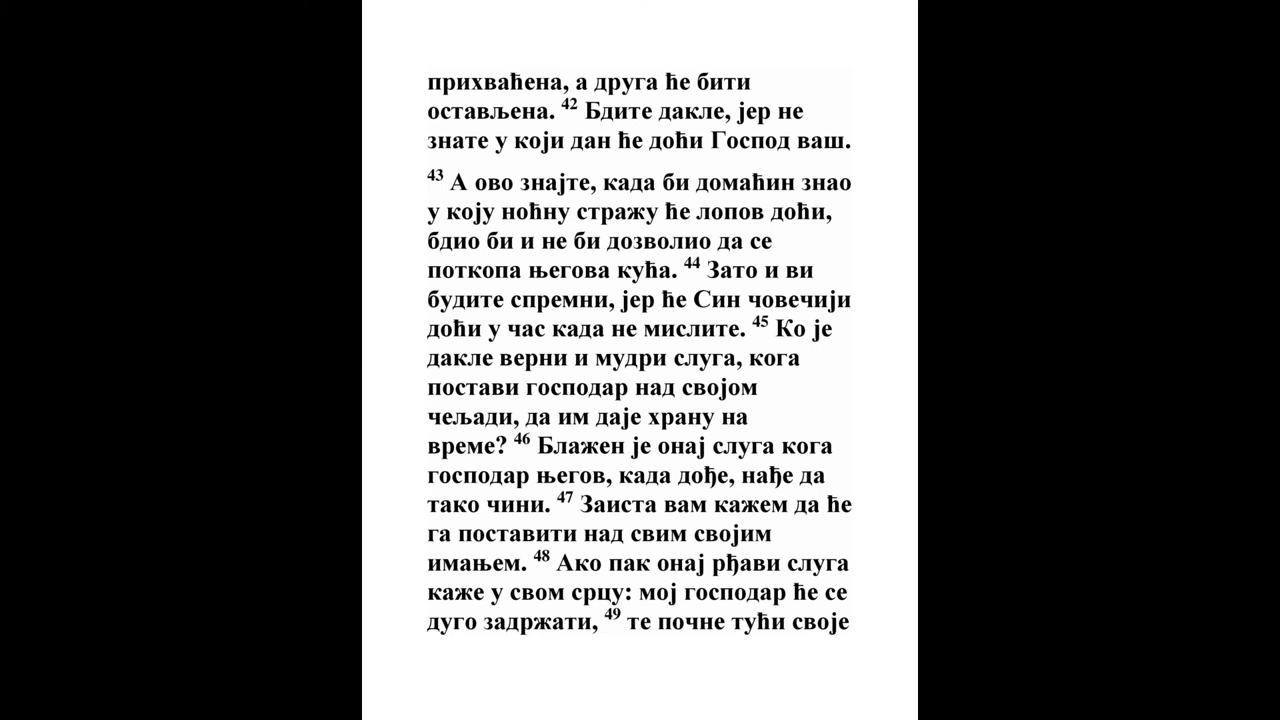 прихваћена, а друга ће бити
остављена. 42 Бдите дакле, јер не
знате у који дан ће доћи Господ ваш.
43 А ово знајте, када би домаћин знао
у коју ноћну стражу ће лопов доћи,
бдио би и не би дозволио да се
поткопа његова кућа. 44 Зато и ви
будите спремни, јер ће Син човечији
доћи у час када не мислите. 45 Ко је
дакле верни и мудри слуга, кога
постави господар над својом
чељади, да им даје храну на
време? 46 Блажен је онај слуга кога
господар његов, када дође, нађе да
тако чини. 47 Заиста вам кажем да ће
га поставити над свим својим
имањем. 48 Ако пак онај рђави слуга
каже у свом срцу: мој господар ће се
дуго задржати, 49 те почне тући своје